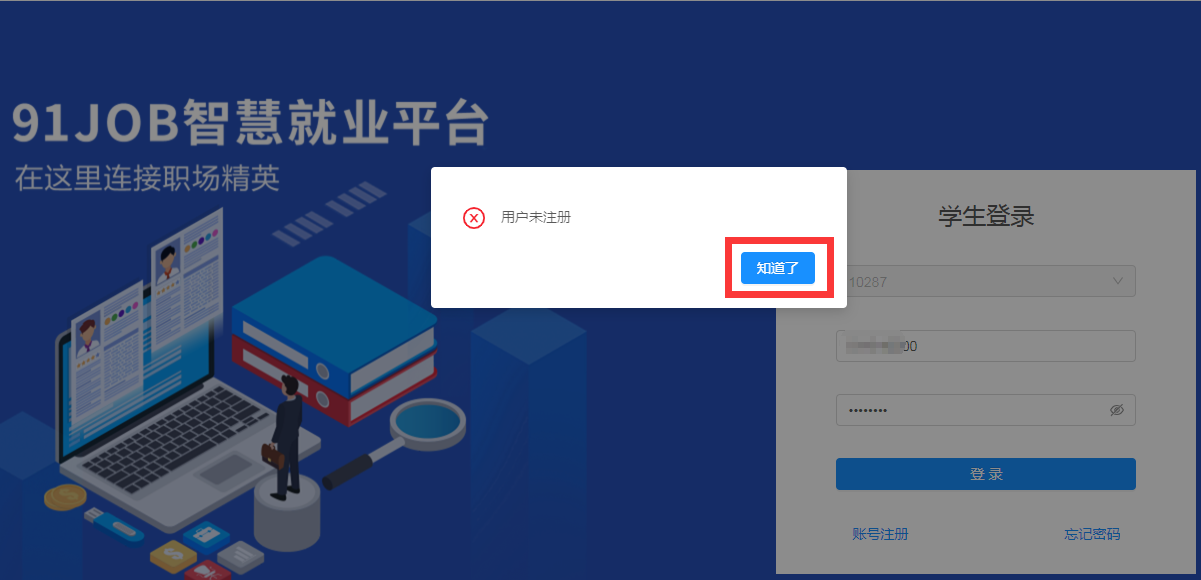 91JOB智慧就业平台
在这里连接职场精英
用户未注册
知道了
学生登录
10287
00
••••••••
登 录
账号注册
忘记密码